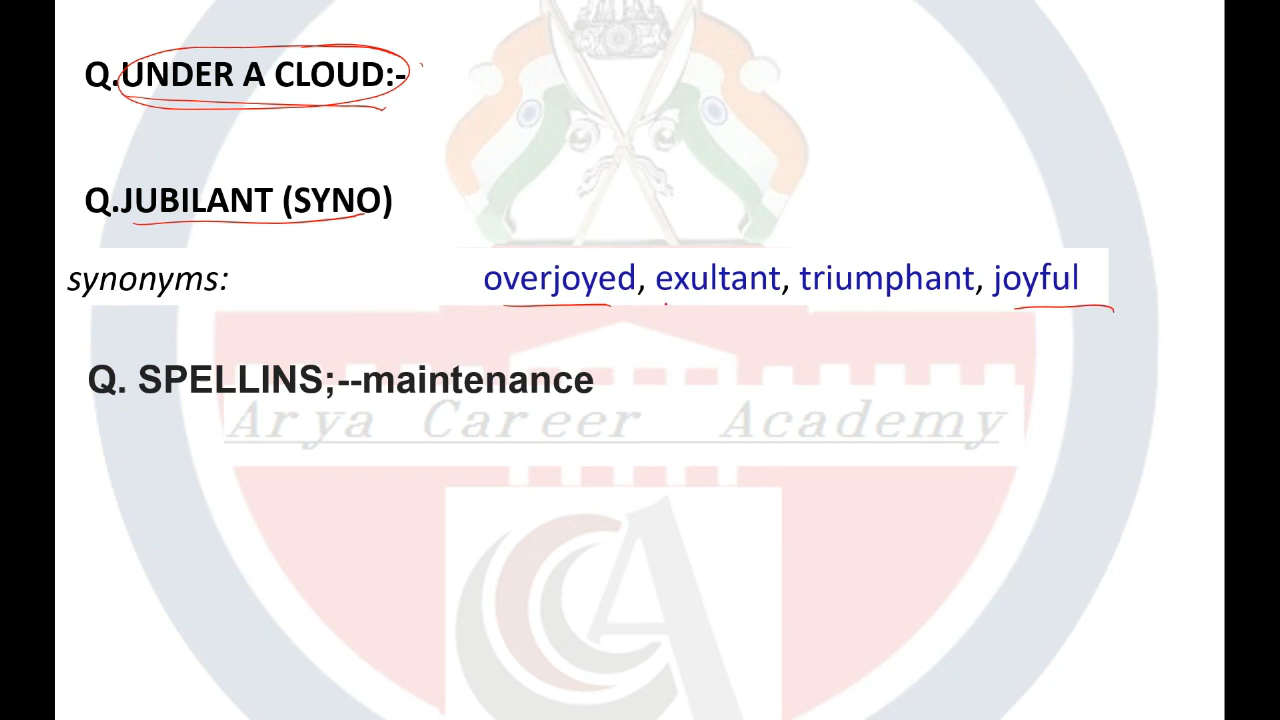 Q.UNDER A CLOUD:-
Q.JUBILANT (SYNO)
synonyms: overjoyed, exultant, triumphant, joyful
Q. SPELLINS;--maintenance
Arya Career Academy